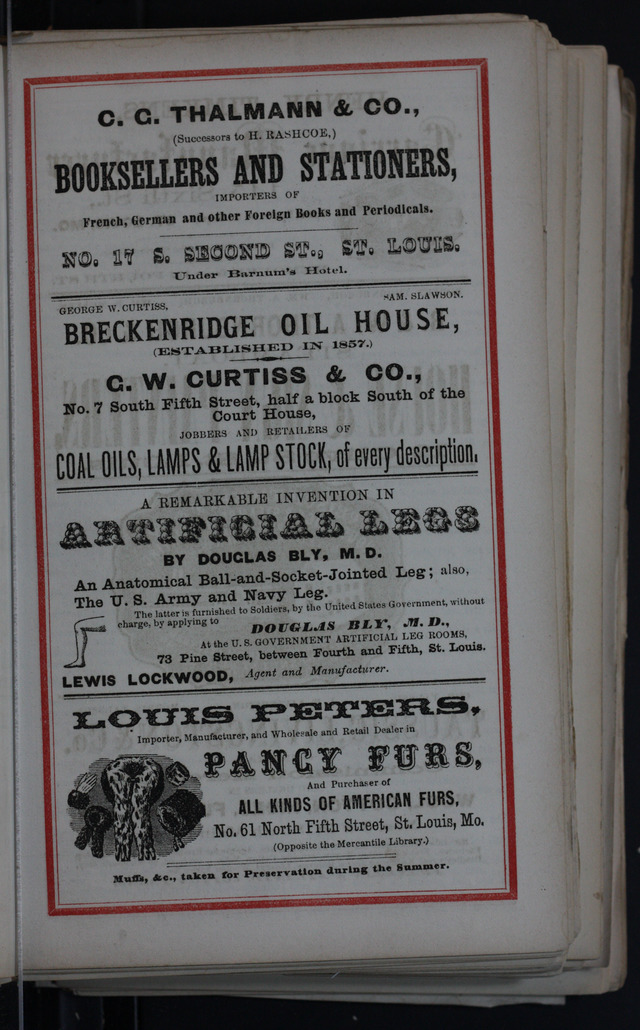 C. G. THALMANN & CO.,
(Successors to H. RASHCOE,)
BOOKSELLERS AND STATIONERS,
IMPORTERS OF
French, German and other Foreign Books and Periodicals.
NO. 17 S. SECOND ST., ST. LOUIS.
Under Barnum's Hotel.
GEORGE W. CURTISS, SAM. SLAWSON.
BRECKENRIDGE OIL HOUSE,
(ESTABLISHED IN 1857.)
G. W. CURTISS & CO.,
No. 7 South Fifth Street, half a block South of the
Court House,
JOBBERS AND RETAILERS OF
COAL OILS, LAMPS & LAMP STOCK, of every description.
A REMARKABLE INVENTION IN
ARTIFICIAL LEGS
BY DOUGLAS BLY, M. D.
An Anatomical Ball-and-Socket-Jointed Leg; also,
The U. S. Army and Navy Leg.
The latter is furnished to Soldiers, by the United States Government, without
charge, by applying to DOUGLAS BLY, M. D.,
At the U. S. GOVERNMENT ARTIFICIAL LEG ROOMS,
73 Pine Street, between Fourth and Fifth, St. Louis.
LEWIS LOCKWOOD, Agent and Manufacturer.
LOUIS PETERS,
Importer, Manufacturer, and Wholesale and Retail Dealer in
FANCY FURS,
And Purchaser of
ALL KINDS OF AMERICAN FURS,
No. 61 North Fifth Street, St. Louis, Mo.
(Opposite the Mercantile Library.)
Muffs, &c., taken for Preservation during the Summer.